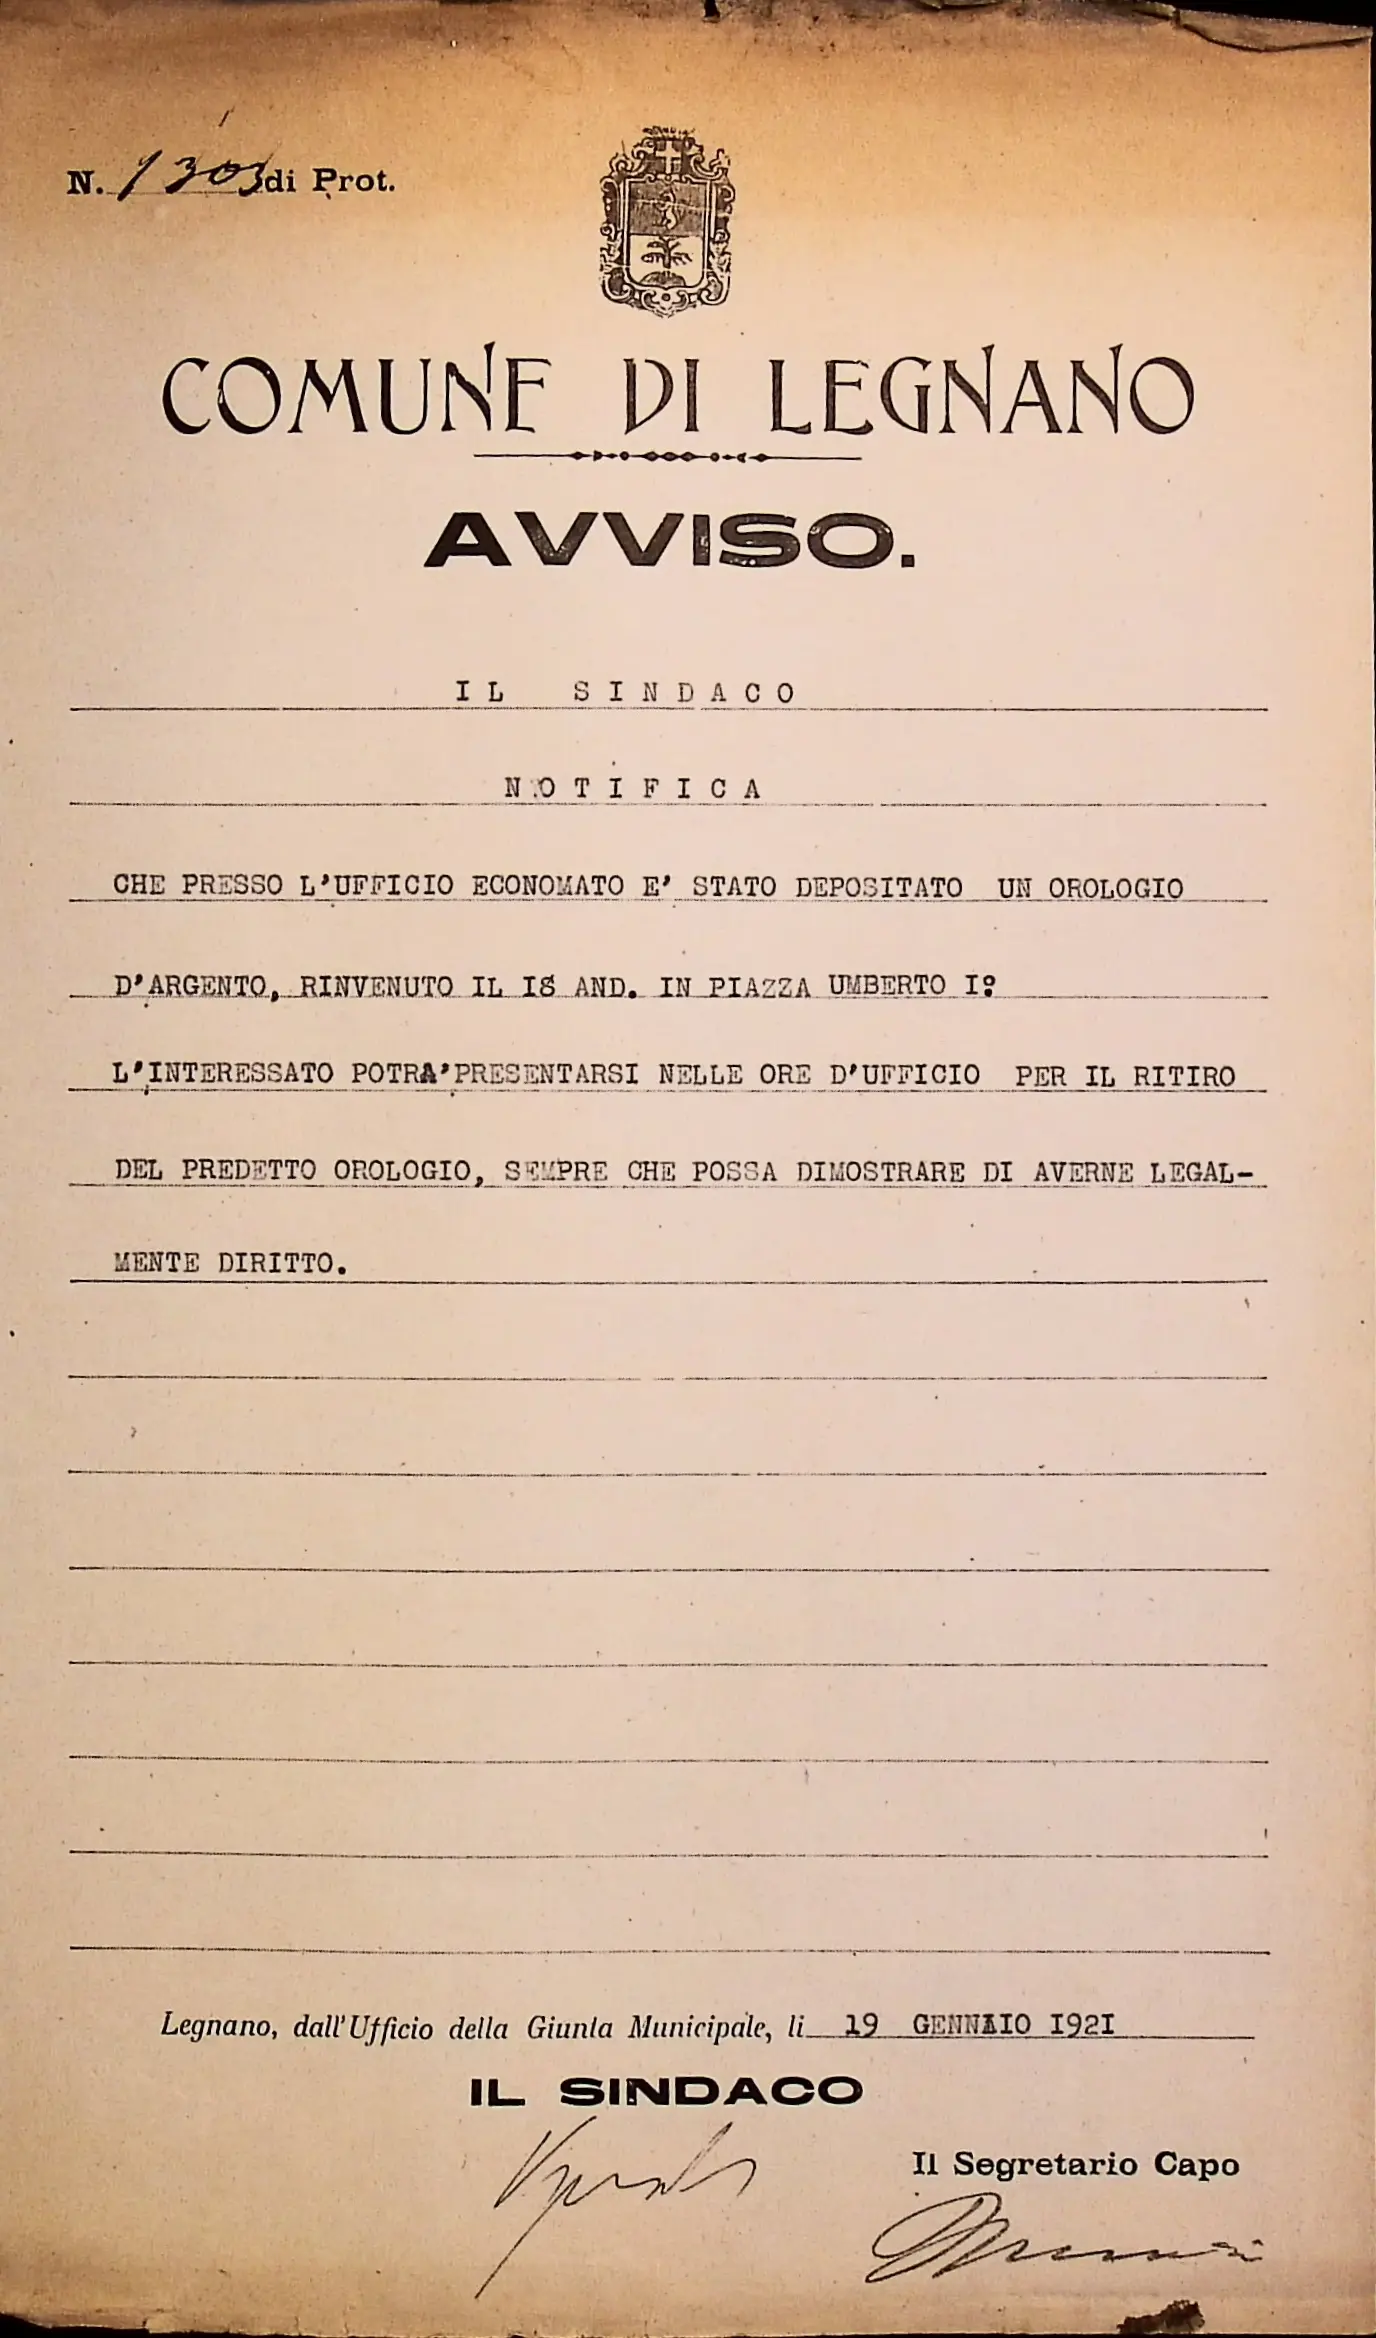 N. 1303 di Prot.
COMUNE DI LEGNANO
AVVISO.
IL SINDACO
NOTIFICA
CHE PRESSO L'UFFICIO ECONOMATO E' STATO DEPOSITATO UN OROLOGIO
D'ARGENTO, RINVENUTO IL I8 AND. IN PIAZZA UMBERTO I°
L'INTERESSATO POTRA'PRESENTARSI NELLE ORE D'UFFICIO PER IL RITIRO
DEL PREDETTO OROLOGIO, SEMPRE CHE POSSA DIMOSTRARE DI AVERNE LEGAL-
MENTE DIRITTO.
Legnano, dall'Ufficio della Giunta Municipale, li 19 GENNAIO I92I
IL SINDACO
Il Segretario Capo